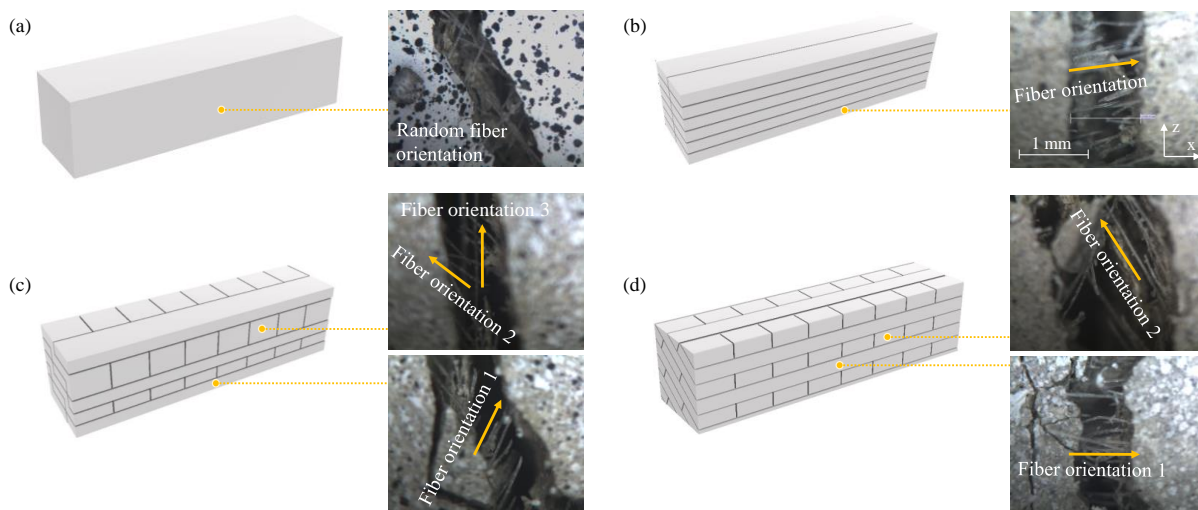 (a)
Random fiber
orientation
(b)
Fiber orientation
1 mm
z
x
(c)
Fiber orientation 3
Fiber orientation 2
Fiber orientation 1
(d)
Fiber orientation 2
Fiber orientation 1